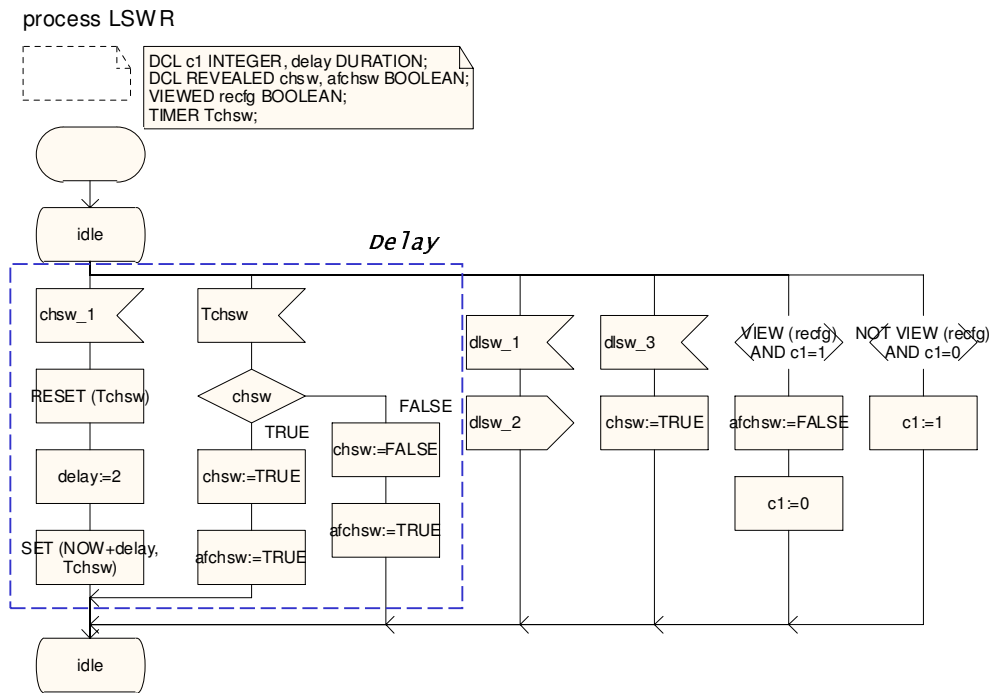 process LSWR
DCL c1 INTEGER, delay DURATION;
DCL REVEALED chsw, afchsw BOOLEAN;
VIEWED recfg BOOLEAN;
TIMER Tchsw;
idle
Delay
chsw_1
RESET (Tchsw)
delay:=2
SET (NOW+delay,
Tchsw)
Tchsw
chsw
TRUE
chsw:=TRUE
afchsw:=TRUE
FALSE
chsw:=FALSE
afchsw:=TRUE
dlsw_1
dlsw_2
dlsw_3
chsw:=TRUE
VIEW (recfg)
AND c1=1
afchsw:=FALSE
c1:=0
NOT VIEW (recfg)
AND c1=0
c1:=1
idle